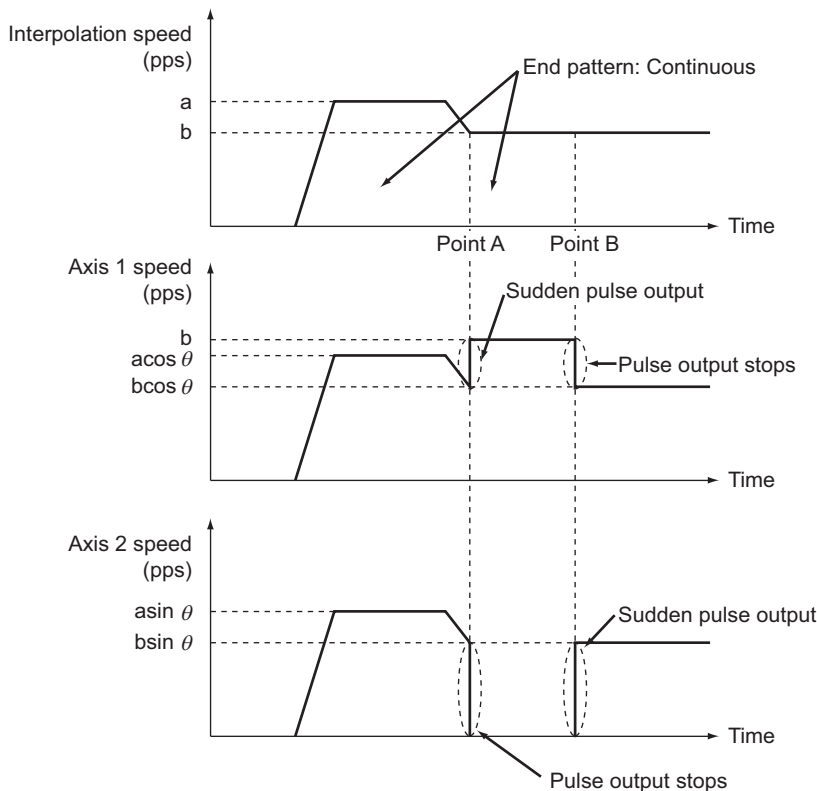 Interpolation speed
(pps)
End pattern: Continuous
a
b
Time
Point A
Point B
Axis 1 speed
(pps)
Sudden pulse output
b
acos θ
Pulse output stops
bcos θ
Time
Axis 2 speed
(pps)
asin θ
Sudden pulse output
bsin θ
Time
Pulse output stops